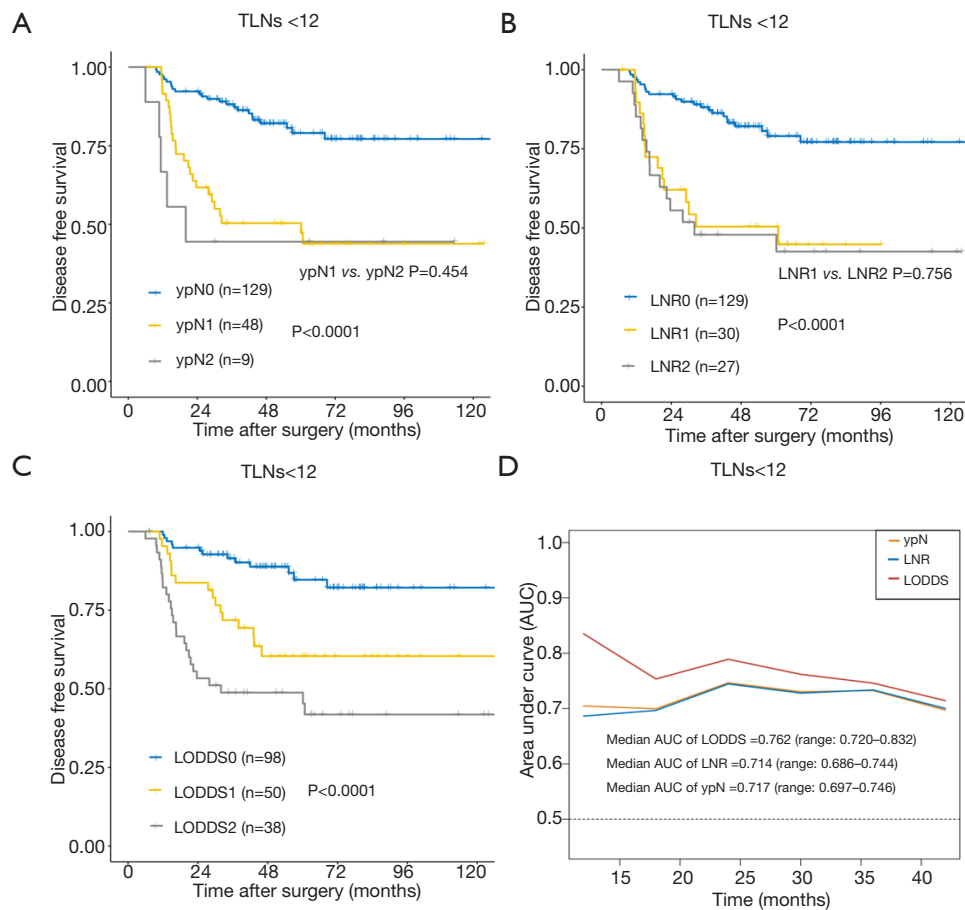 A
TLNs <12
1.00
0.75
0.50
0.25
0.00
Disease free survival
ypN1 vs. ypN2 P=0.454
ypN0 (n=129)
ypN1 (n=48)
P<0.0001
ypN2 (n=9)
0 24 48 72 96 120
Time after surgery (months)
B
TLNs <12
1.00
0.75
0.50
0.25
0.00
Disease free survival
LNR1 vs. LNR2 P=0.756
LNR0 (n=129)
LNR1 (n=30)
P<0.0001
LNR2 (n=27)
0 24 48 72 96 120
Time after surgery (months)
C
TLNs<12
1.00
0.75
0.50
0.25
0.00
Disease free survival
LODDS0 (n=98)
LODDS1 (n=50)
P<0.0001
LODDS2 (n=38)
0 24 48 72 96 120
Time after surgery (months)
D
TLNs<12
1.0
0.9
0.8
0.7
0.6
0.5
Area under curve (AUC)
ypN
LNR
LODDS
Median AUC of LODDS =0.762 (range: 0.720–0.832)
Median AUC of LNR =0.714 (range: 0.686–0.744)
Median AUC of ypN =0.717 (range: 0.697–0.746)
15 20 25 30 35 40
Time (months)